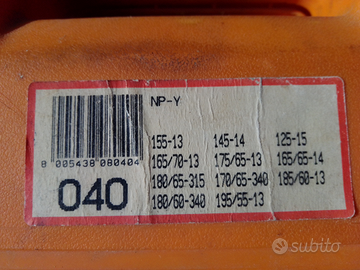 NP-Y
155-13 145-14 125-15
165/70-13 175/65-13 165/65-14
180/65-315 170/65-340 185/60-13
180/60-340 195/55-13
8 005438 080404
040
subito